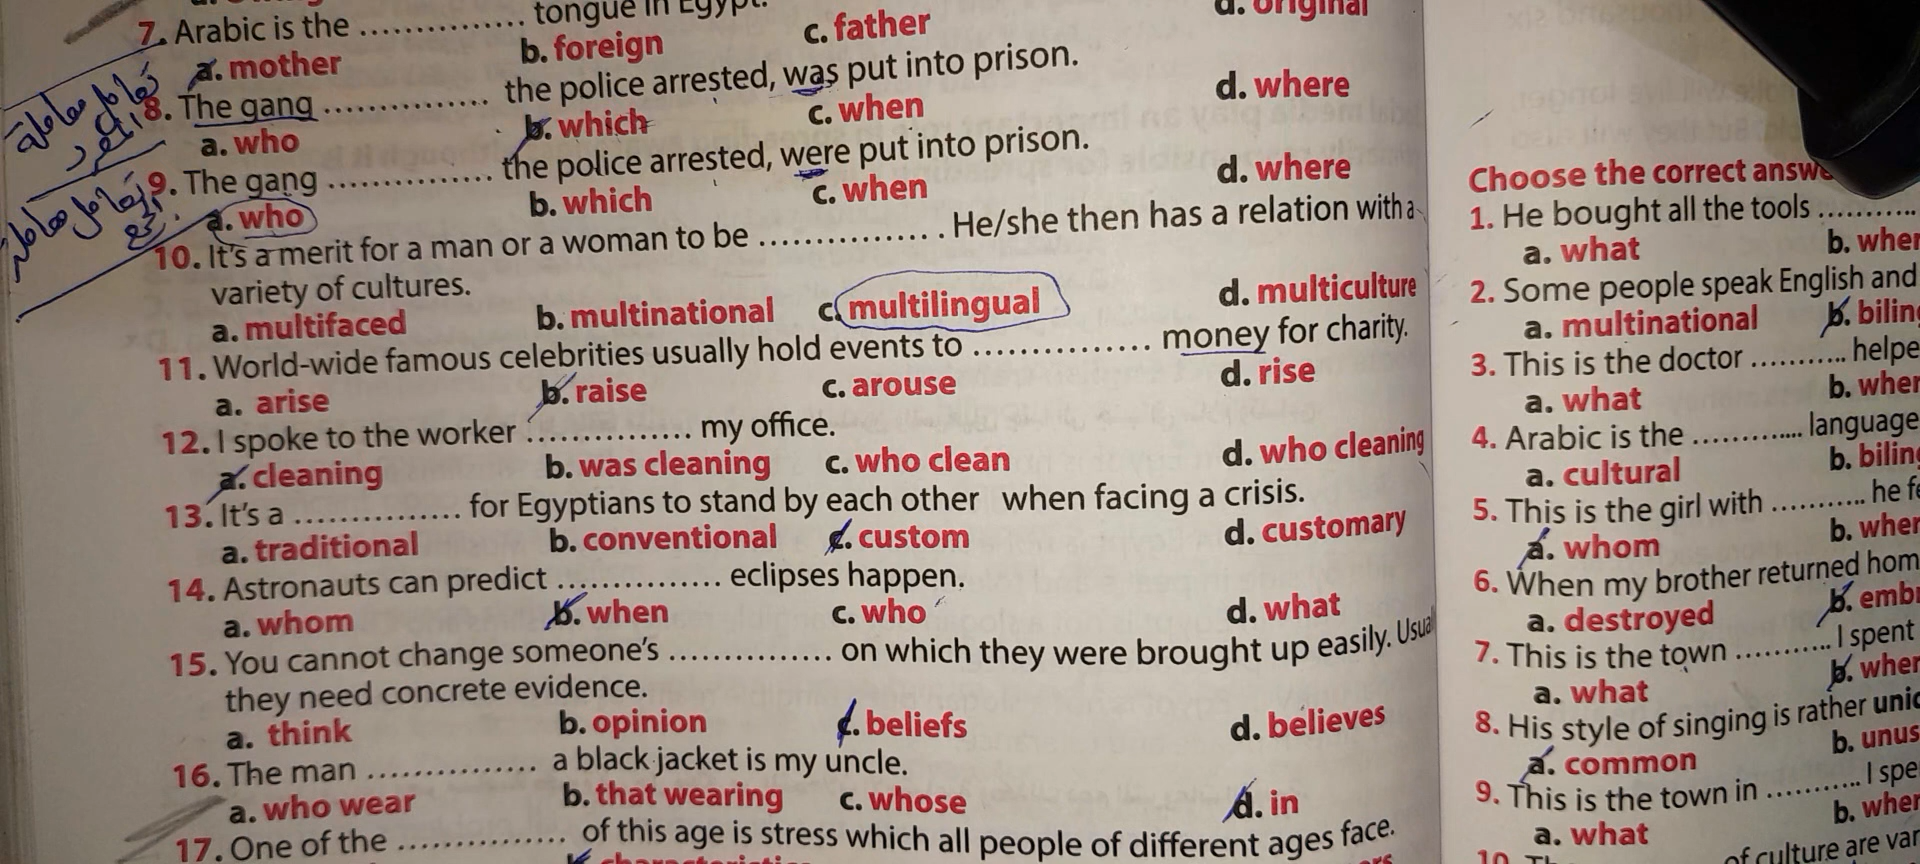 7. Arabic is the ............... tongue in Egypt.
a. mother b. foreign c. father d. original
8. The gang ............... the police arrested, was put into prison.
a. who b. which c. when d. where
9. The gang ............... the police arrested, were put into prison.
a. who b. which c. when d. where
10. It's a merit for a man or a woman to be ............... . He/she then has a relation with a
variety of cultures.
a. multifaced b. multinational c. multilingual d. multiculture
11. World-wide famous celebrities usually hold events to ............... money for charity.
a. arise b. raise c. arouse d. rise
12. I spoke to the worker ............... my office.
a. cleaning b. was cleaning c. who clean d. who cleaning
13. It's a ............... for Egyptians to stand by each other when facing a crisis.
a. traditional b. conventional c. custom d. customary
14. Astronauts can predict ............... eclipses happen.
a. whom b. when c. who d. what
15. You cannot change someone's ............... on which they were brought up easily. Usual
they need concrete evidence.
a. think b. opinion c. beliefs d. believes
16. The man ............... a black jacket is my uncle.
a. who wear b. that wearing c. whose d. in
17. One of the ............... of this age is stress which all people of different ages face.
Choose the correct answ
1. He bought all the tools ...........
a. what b. wher
2. Some people speak English and
a. multinational b. biling
3. This is the doctor ........... helpe
a. what b. wher
4. Arabic is the ........... language
a. cultural b. biling
5. This is the girl with ........... he fe
a. whom b. wher
6. When my brother returned hom
a. destroyed b. embr
7. This is the town ........... I spent
a. what b. wher
8. His style of singing is rather uniq
a. common b. unus
9. This is the town in ........... I spe
a. what b. wher
10. Th
of culture are var